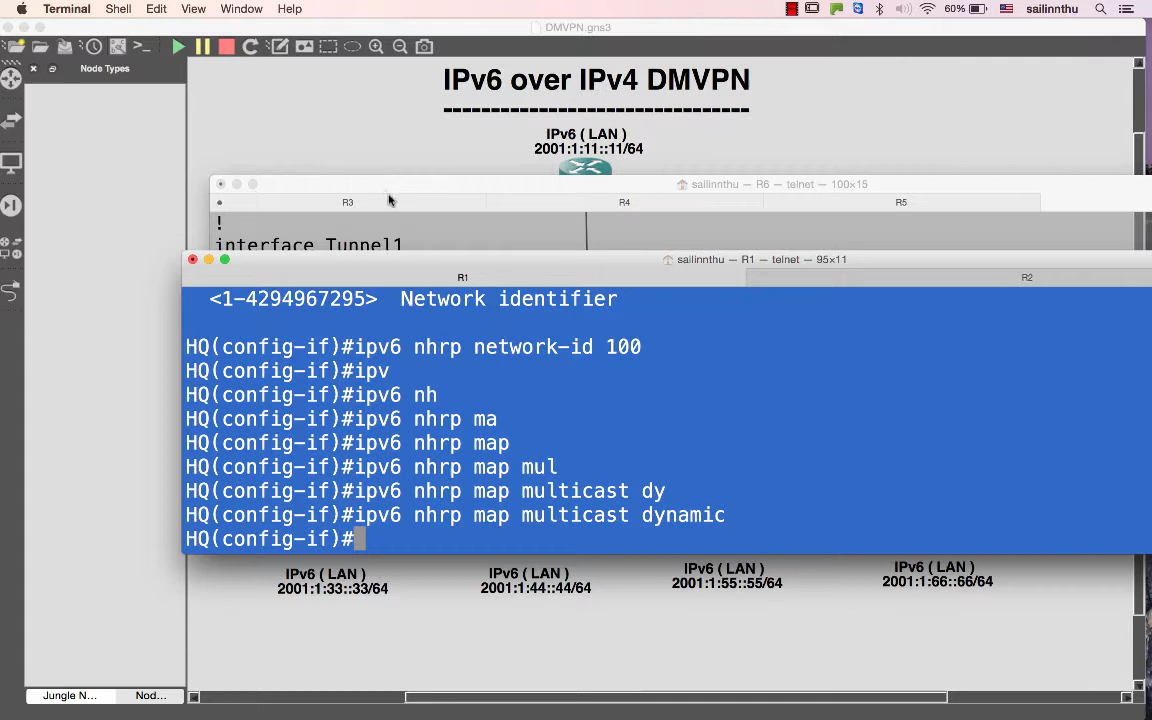 Terminal Shell Edit View Window Help 60% sailinnthu
DMVPN.gns3
Node Types
IPv6 over IPv4 DMVPN
------------------------------
IPv6 ( LAN )
2001:1:11::11/64
sailinnthu — R6 — telnet — 100×15
R3 R4 R5
!
interface Tunnel1
sailinnthu — R1 — telnet — 95×11
R1 R2
<1-4294967295> Network identifier
HQ(config-if)#ipv6 nhrp network-id 100
HQ(config-if)#ipv
HQ(config-if)#ipv6 nh
HQ(config-if)#ipv6 nhrp ma
HQ(config-if)#ipv6 nhrp map
HQ(config-if)#ipv6 nhrp map mul
HQ(config-if)#ipv6 nhrp map multicast dy
HQ(config-if)#ipv6 nhrp map multicast dynamic
HQ(config-if)#
IPv6 ( LAN ) IPv6 ( LAN ) IPv6 ( LAN ) IPv6 ( LAN )
2001:1:33::33/64 2001:1:44::44/64 2001:1:55::55/64 2001:1:66::66/64
Jungle N... Nod...